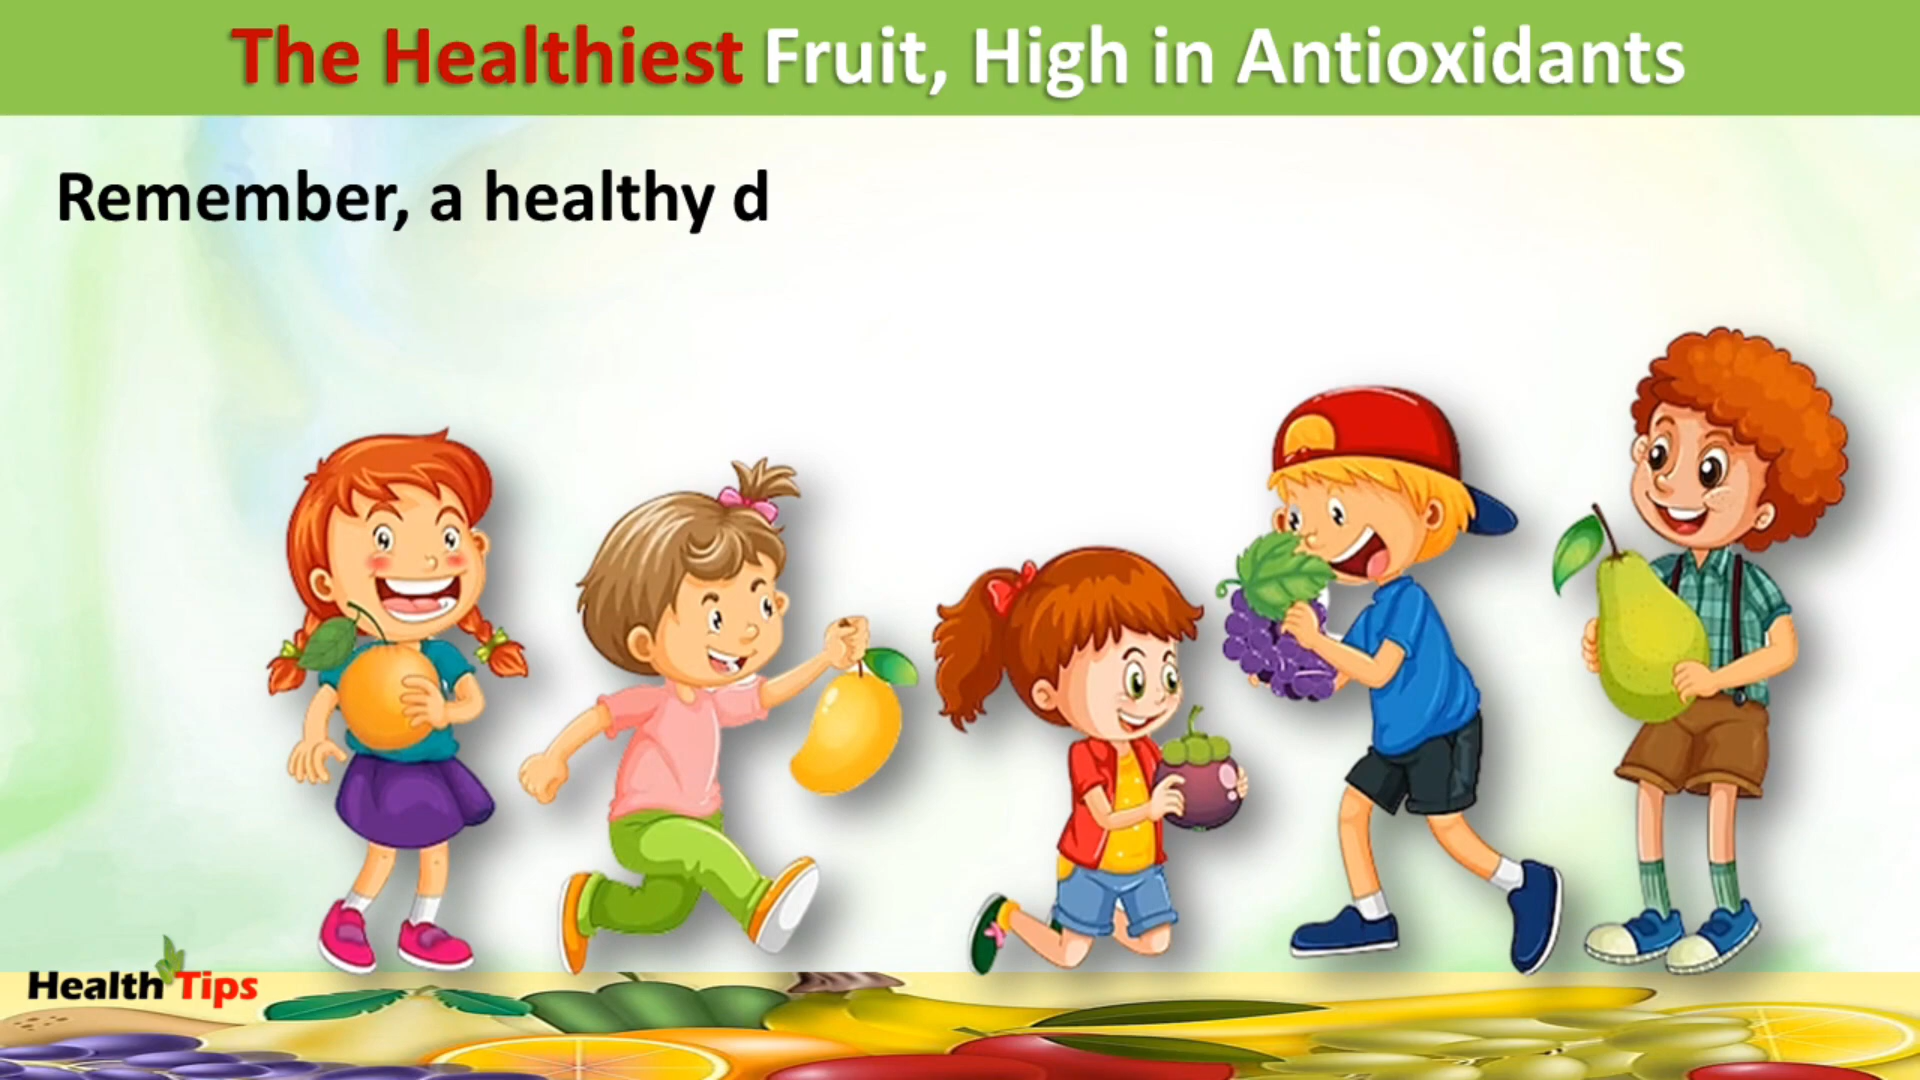 The Healthiest Fruit, High in Antioxidants
Remember, a healthy d
Health Tips